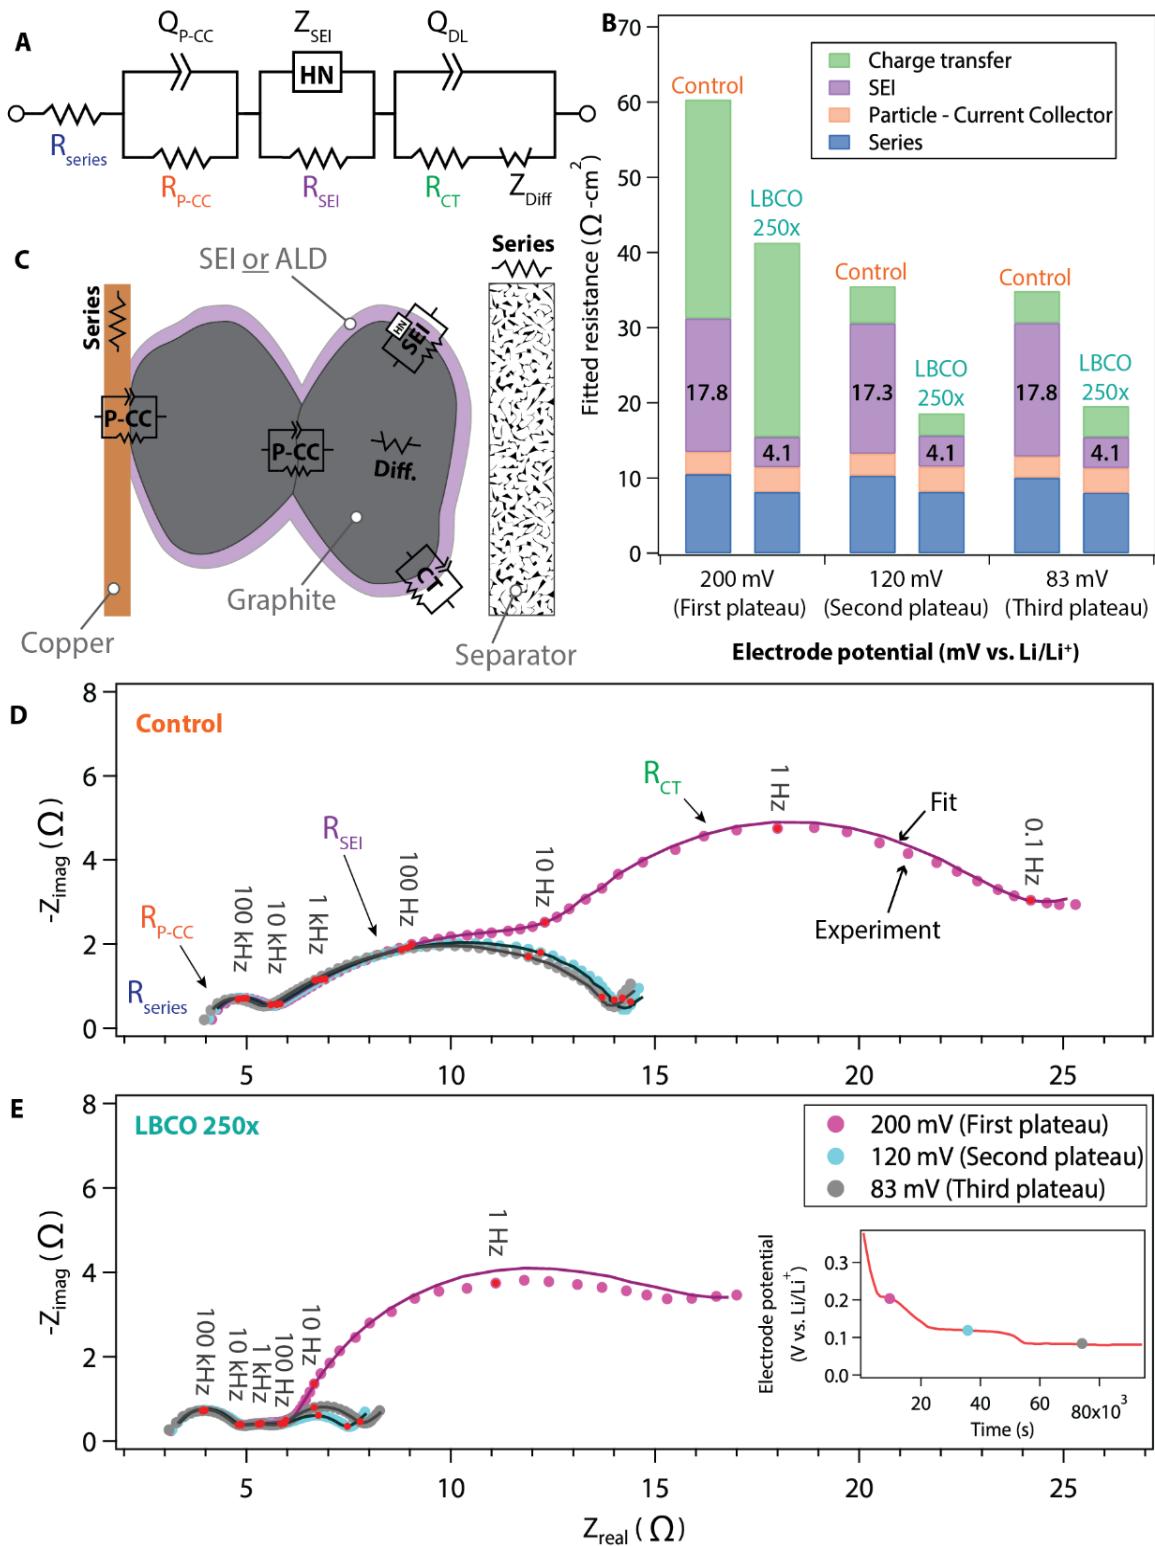 A
Q_P-CC
Z_SEI
Q_DL
HN
R_series
R_P-CC
R_SEI
R_CT
Z_Diff
B
Fitted resistance (Ω-cm²)
70
60
50
40
30
20
10
0
Charge transfer
SEI
Particle - Current Collector
Series
Control
LBCO
250x
Control
LBCO
250x
Control
LBCO
250x
17.8
4.1
17.3
4.1
17.8
4.1
200 mV
(First plateau)
120 mV
(Second plateau)
83 mV
(Third plateau)
Electrode potential (mV vs. Li/Li⁺)
C
SEI or ALD
Series
Series
HN
SEI
P-CC
P-CC
Diff.
CT
Graphite
Copper
Separator
D
Control
-Z_imag (Ω)
8
6
4
2
0
R_series
R_P-CC
R_SEI
R_CT
100 kHz
10 kHz
1 kHz
100 Hz
10 Hz
1 Hz
0.1 Hz
Fit
Experiment
5
10
15
20
25
E
LBCO 250x
-Z_imag (Ω)
8
6
4
2
0
100 kHz
10 kHz
1 kHz
100 Hz
10 Hz
1 Hz
200 mV (First plateau)
120 mV (Second plateau)
83 mV (Third plateau)
Electrode potential
(V vs. Li/Li⁺)
0.3
0.2
0.1
0.0
20
40
60
80x10³
Time (s)
5
10
15
20
25
Z_real (Ω)